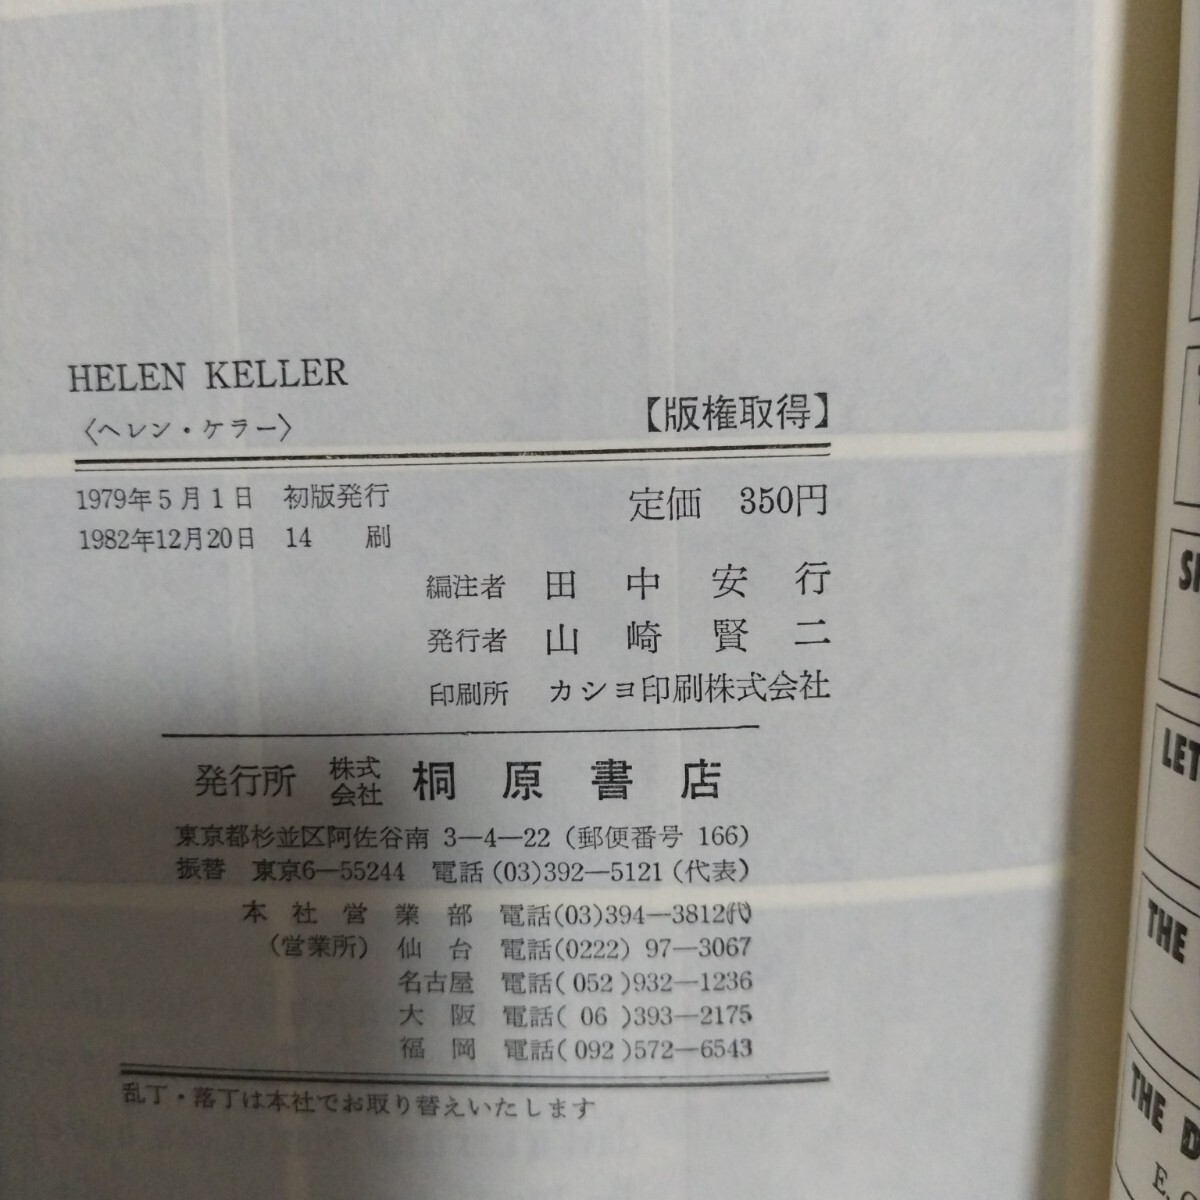 HELEN KELLER
〈ヘレン・ケラー〉 【版権取得】
1979年5月1日 初版発行 定価 350円
1982年12月20日 14 刷
編注者 田中安行
発行者 山崎賢二
印刷所 カシヨ印刷株式会社
発行所 株式会社 桐原書店
東京都杉並区阿佐谷南 3―4―22 (郵便番号 166)
振替 東京6―55244 電話(03)392―5121(代表)
本社営業部 電話(03)394―3812代
(営業所) 仙台 電話(0222) 97―3067
名古屋 電話(052)932―1236
大阪 電話(06)393―2175
福岡 電話(092)572―6543
乱丁・落丁は本社でお取り替えいたします
LET
THE
THE D